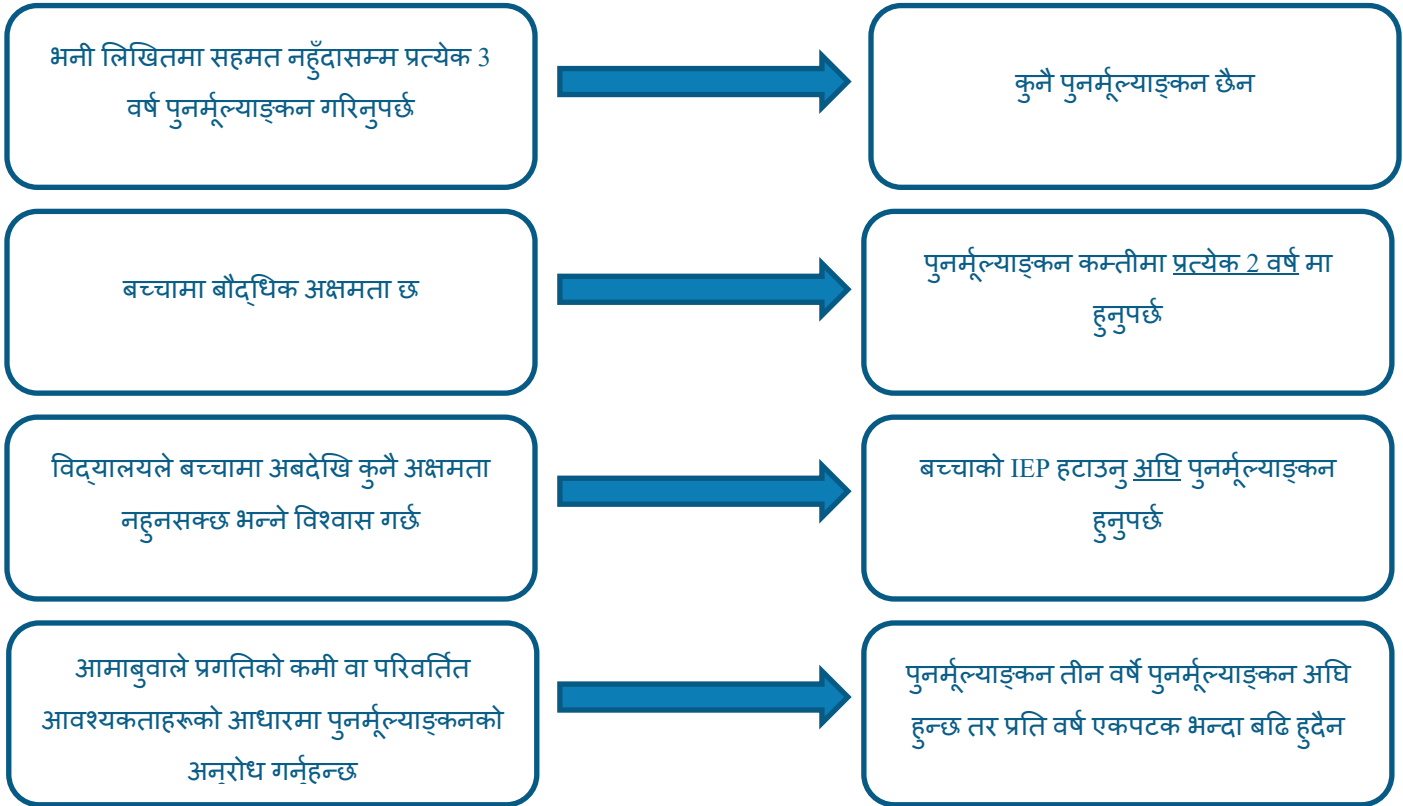 भनी लिखितमा सहमत नहुँदासम्म प्रत्येक 3
वर्ष पुनर्मूल्याङ्कन गरिनुपर्छ
कुनै पुनर्मूल्याङ्कन छैन
बच्चामा बौद्धिक अक्षमता छ
पुनर्मूल्याङ्कन कम्तीमा प्रत्येक 2 वर्ष मा
हुनुपर्छ
विद्यालयले बच्चामा अबदेखि कुनै अक्षमता
नहुनसक्छ भन्ने विश्वास गर्छ
बच्चाको IEP हटाउनु अघि पुनर्मूल्याङ्कन
हुनुपर्छ
आमाबुवाले प्रगतिको कमी वा परिवर्तित
आवश्यकताहरूको आधारमा पुनर्मूल्याङ्कनको
अनुरोध गर्नुहुन्छ
पुनर्मूल्याङ्कन तीन वर्षे पुनर्मूल्याङ्कन अघि
हुन्छ तर प्रति वर्ष एकपटक भन्दा बढि हुदैन